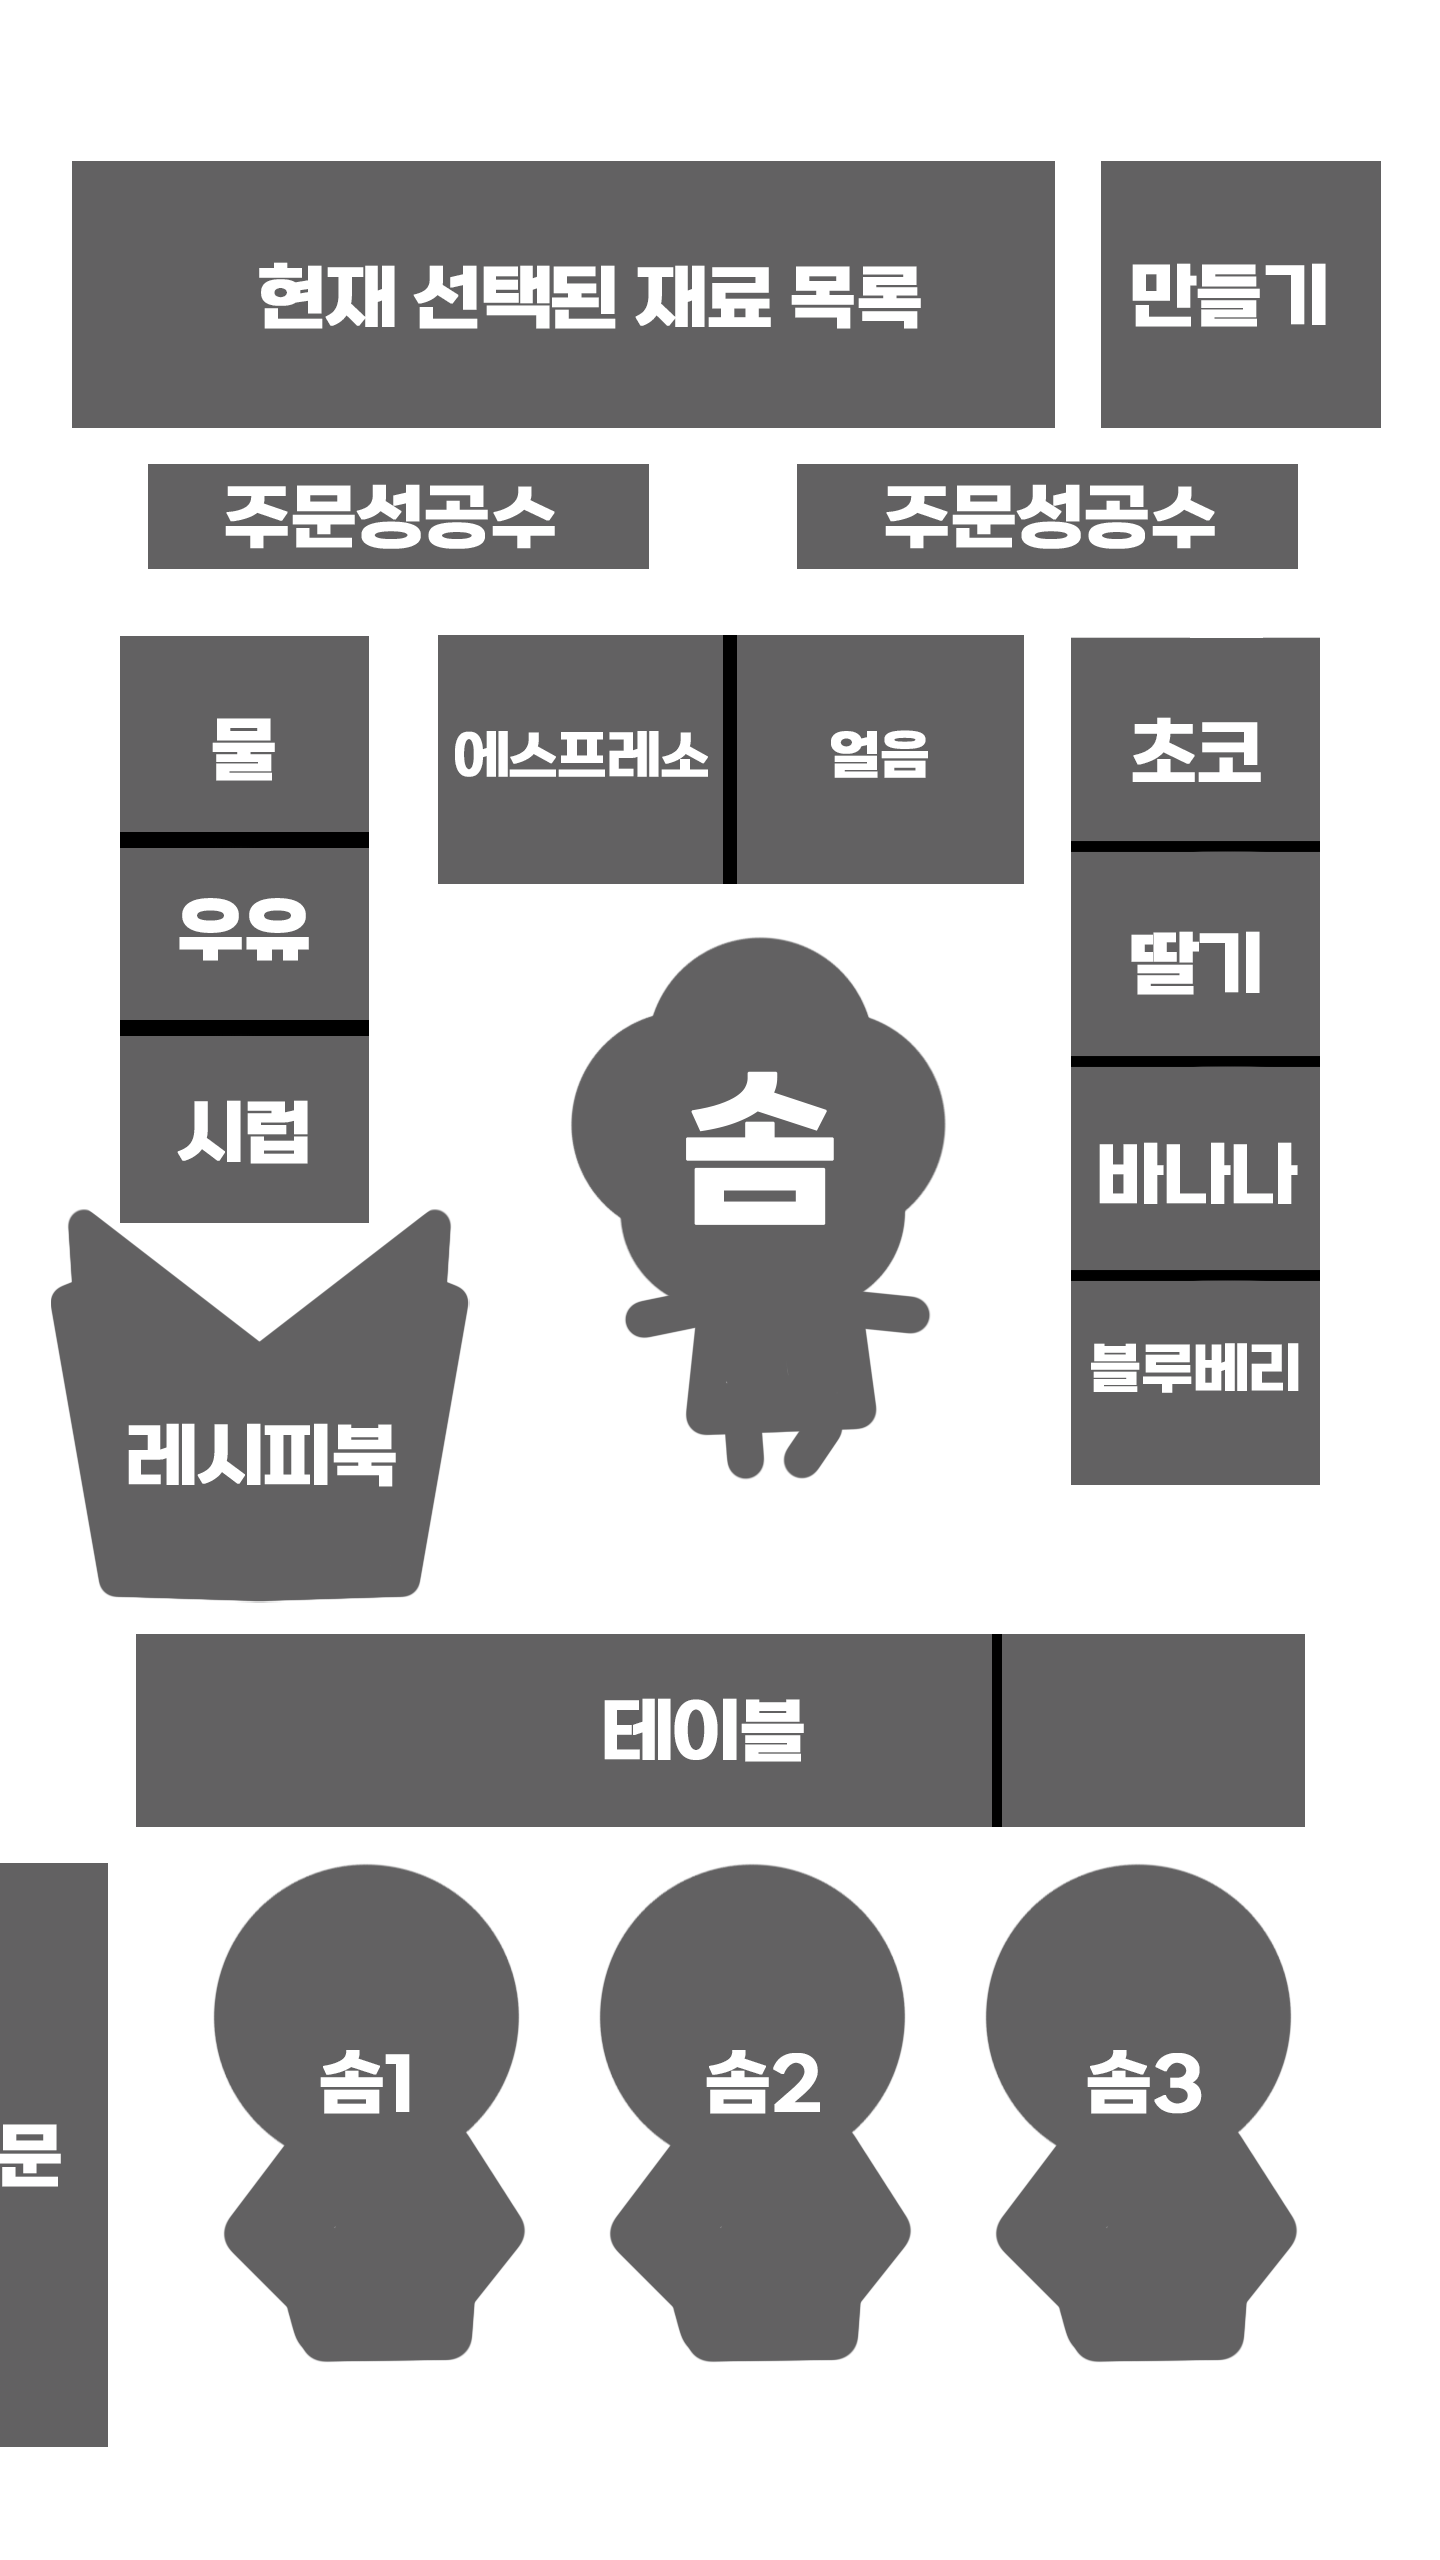 현재 선택된 재료 목록
만들기
주문성공수
주문성공수
물
에스프레소
얼음
초코
우유
딸기
시럽
솜
바나나
블루베리
레시피북
테이블
솜1
솜2
솜3
문